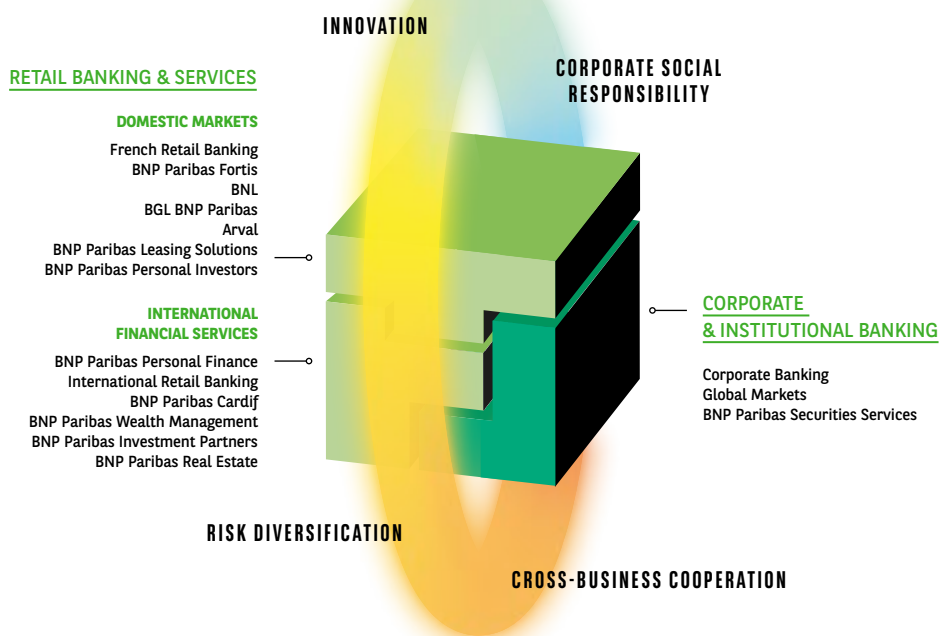 INNOVATION
CORPORATE SOCIAL
RESPONSIBILITY
RETAIL BANKING & SERVICES
DOMESTIC MARKETS
French Retail Banking
BNP Paribas Fortis
BNL
BGL BNP Paribas
Arval
BNP Paribas Leasing Solutions
BNP Paribas Personal Investors
INTERNATIONAL
FINANCIAL SERVICES
BNP Paribas Personal Finance
International Retail Banking
BNP Paribas Cardif
BNP Paribas Wealth Management
BNP Paribas Investment Partners
BNP Paribas Real Estate
CORPORATE
& INSTITUTIONAL BANKING
Corporate Banking
Global Markets
BNP Paribas Securities Services
RISK DIVERSIFICATION
CROSS-BUSINESS COOPERATION